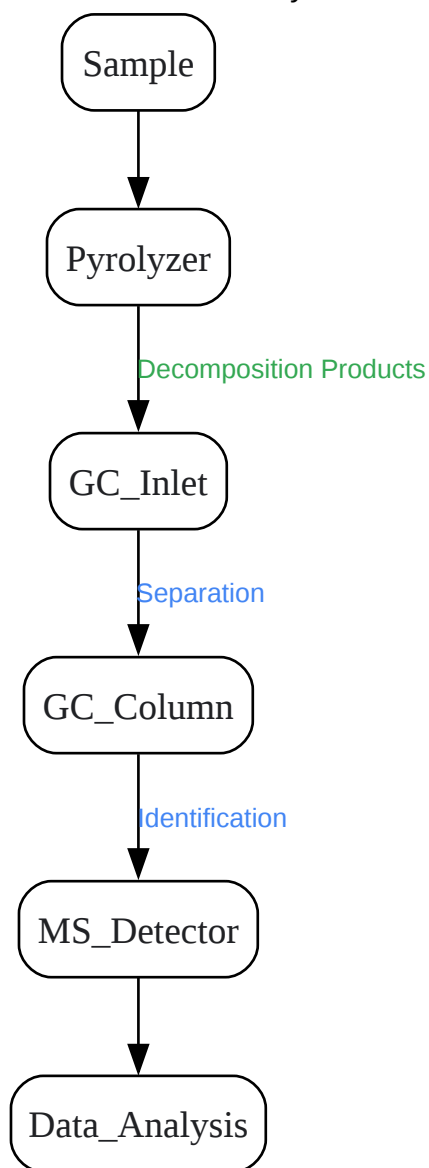 Sample
Pyrolyzer
Decomposition Products
GC_Inlet
Separation
GC_Column
Identification
MS_Detector
Data_Analysis